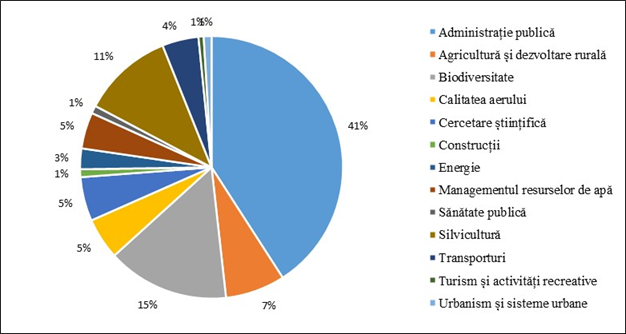 41%
7%
15%
5%
5%
1%
3%
5%
1%
11%
4%
1%
1%
Administrație publică
Agricultură și dezvoltare rurală
Biodiversitate
Calitatea aerului
Cercetare științifică
Construcții
Energie
Managementul resurselor de apă
Sănătate publică
Silvicultură
Transporturi
Turism și activități recreative
Urbanism și sisteme urbane